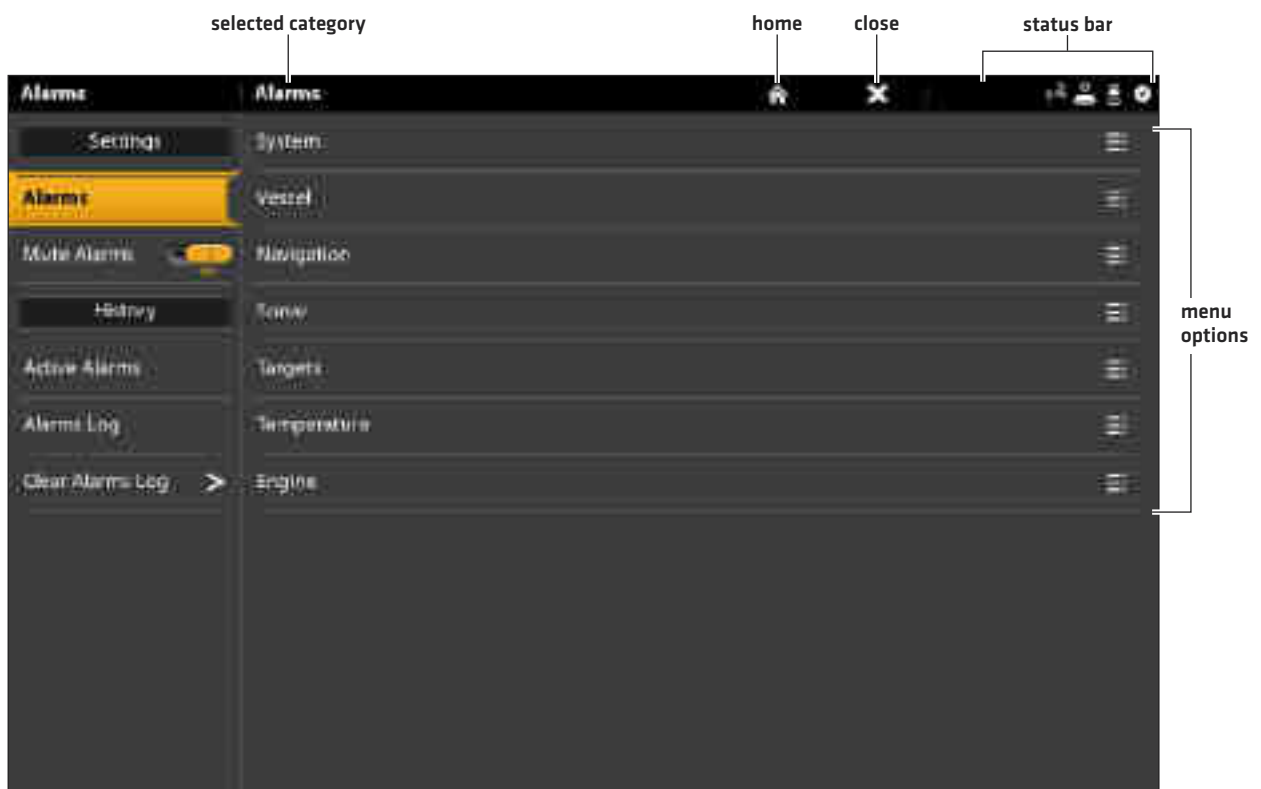 selected category
home
close
status bar
Alarms
Alarms
Settings
System
Alarms
Vessel
Mute Alarms
Navigation
History
Sonar
Active Alarms
Targets
Alarms Log
Temperature
Clear Alarms Log
Engine
menu
options